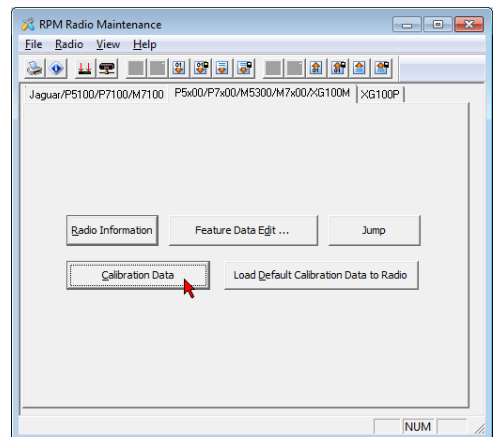 RPM Radio Maintenance
File Radio View Help
Jaguar/P5100/P7100/M7100 P5x00/P7x00/M5300/M7x00/XG100M XG100P
Radio Information Feature Data Edit ... Jump
Calibration Data Load Default Calibration Data to Radio
NUM